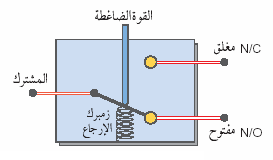 القوة الضاغطة
مغلق N/C
المشترك
زمبرك
الإرجاع
مفتوح N/O